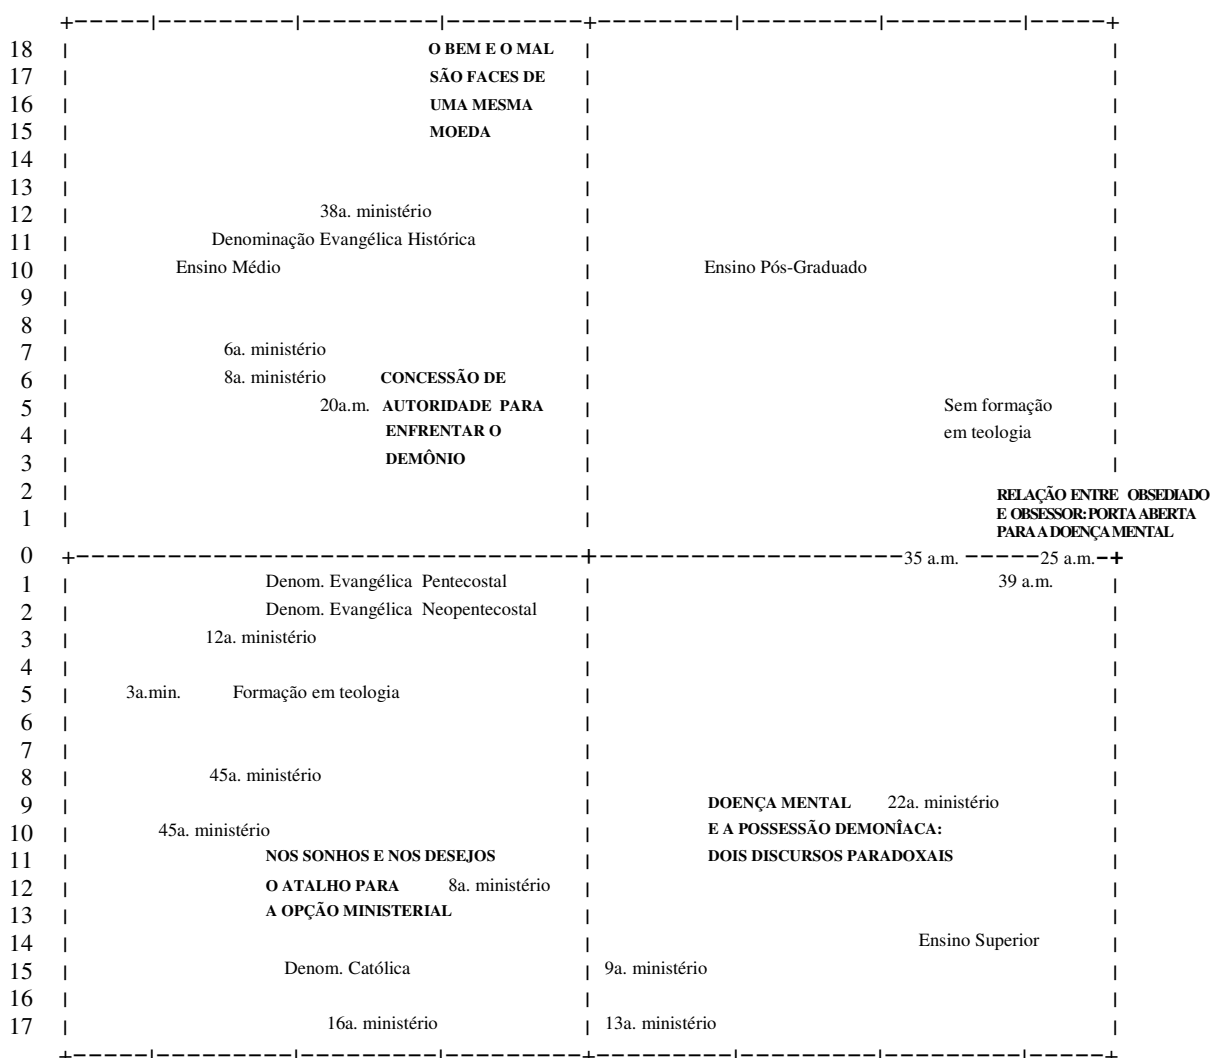 +-----|---------|---------|---------+---------|---------|---------|-----+
18 | O BEM E O MAL | |
17 | SÃO FACES DE | |
16 | UMA MESMA | |
15 | MOEDA | |
14 | | |
13 | | |
12 | 38a. ministério | |
11 | Denominação Evangélica Histórica | |
10 | Ensino Médio | Ensino Pós-Graduado |
9 | | |
8 | | |
7 | 6a. ministério | |
6 | 8a. ministério CONCESSÃO DE | |
5 | 20a.m. AUTORIDADE PARA | Sem formação |
4 | ENFRENTAR O | em teologia |
3 | DEMÔNIO | |
2 | | | RELAÇÃO ENTRE OBSEDIADO
1 | | | E OBSESSOR: PORTA ABERTA
PARA A DOENÇA MENTAL
0 +-----------------------------------+---------------------35 a.m. -----25 a.m.-+
1 | Denom. Evangélica Pentecostal | 39 a.m. |
2 | Denom. Evangélica Neopentecostal | |
3 | 12a. ministério | |
4 | | |
5 | 3a.min. Formação em teologia | |
6 | | |
7 | | |
8 | 45a. ministério | |
9 | | DOENÇA MENTAL 22a. ministério |
10 | 45a. ministério | E A POSSESSÃO DEMONÎACA: |
11 | NOS SONHOS E NOS DESEJOS | DOIS DISCURSOS PARADOXAIS |
12 | O ATALHO PARA 8a. ministério | |
13 | A OPÇÃO MINISTERIAL | |
14 | | Ensino Superior |
15 | Denom. Católica | 9a. ministério |
16 | | |
17 | 16a. ministério | 13a. ministério |
+-----|---------|---------|---------+---------|---------|---------|-----+